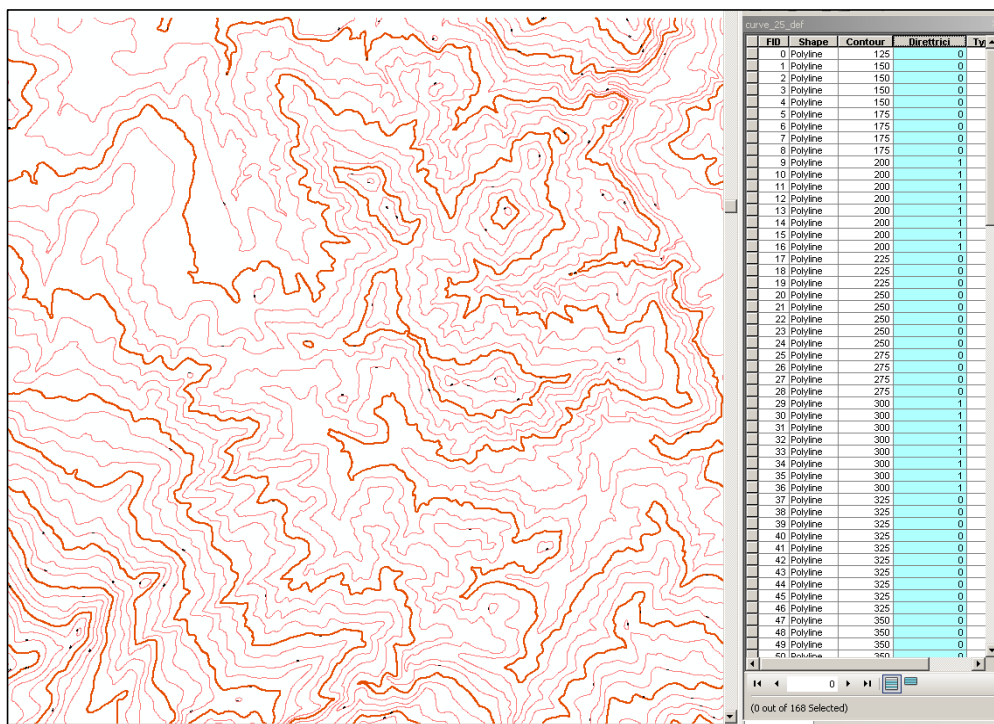 curve_25_def
FID Shape Contour Direttrici Ty
0 Polyline 125 0
1 Polyline 150 0
2 Polyline 150 0
3 Polyline 150 0
4 Polyline 150 0
5 Polyline 175 0
6 Polyline 175 0
7 Polyline 175 0
8 Polyline 175 0
9 Polyline 200 1
10 Polyline 200 1
11 Polyline 200 1
12 Polyline 200 1
13 Polyline 200 1
14 Polyline 200 1
15 Polyline 200 1
16 Polyline 200 1
17 Polyline 225 0
18 Polyline 225 0
19 Polyline 225 0
20 Polyline 250 0
21 Polyline 250 0
22 Polyline 250 0
23 Polyline 250 0
24 Polyline 250 0
25 Polyline 275 0
26 Polyline 275 0
27 Polyline 275 0
28 Polyline 275 0
29 Polyline 300 1
30 Polyline 300 1
31 Polyline 300 1
32 Polyline 300 1
33 Polyline 300 1
34 Polyline 300 1
35 Polyline 300 1
36 Polyline 300 1
37 Polyline 325 0
38 Polyline 325 0
39 Polyline 325 0
40 Polyline 325 0
41 Polyline 325 0
42 Polyline 325 0
43 Polyline 325 0
44 Polyline 325 0
45 Polyline 325 0
46 Polyline 325 0
47 Polyline 350 0
48 Polyline 350 0
49 Polyline 350 0
50 Polyline 350 0
0
(0 out of 168 Selected)